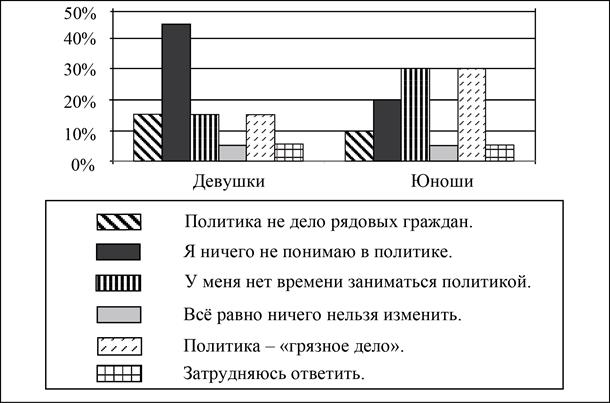 50%
40%
30%
20%
10%
0%
Девушки Юноши
Политика не дело рядовых граждан.
Я ничего не понимаю в политике.
У меня нет времени заниматься политикой.
Всё равно ничего нельзя изменить.
Политика – «грязное дело».
Затрудняюсь ответить.